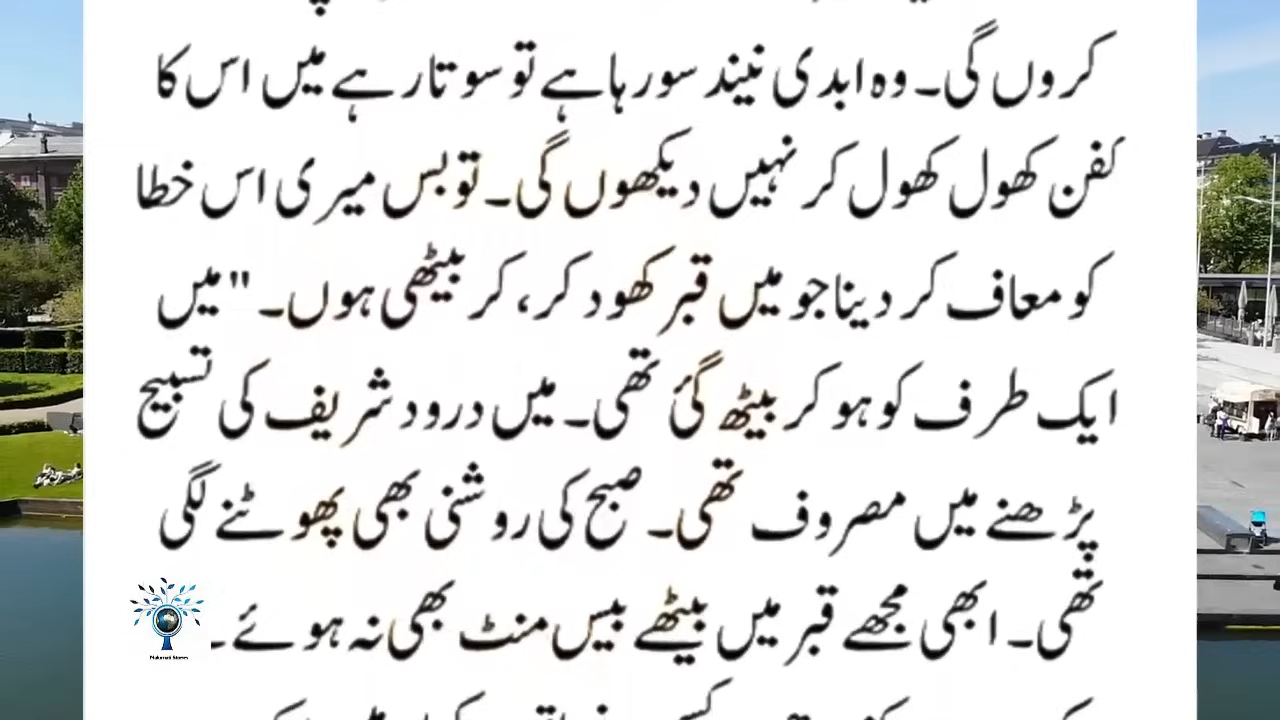 کروں گی۔ وہ ابدی نیند سو رہا ہے تو سوتا رہے میں اس کا
کفن کھول کھول کر نہیں دیکھوں گی۔ تو بس میری اس خطا
کو معاف کر دینا جو میں قبر کھود کر، کر بیٹھی ہوں۔" میں
ایک طرف کو ہو کر بیٹھ گئی تھی۔ میں درود شریف کی تسبیح
پڑھنے میں مصروف تھی۔ صبح کی روشنی بھی پھوٹنے لگی
تھی۔ ابھی مجھے قبر میں بیٹھے بیس منٹ بھی نہ ہوئے۔